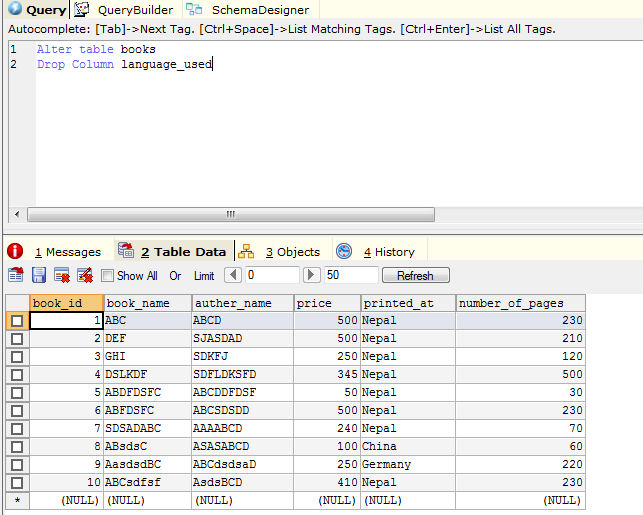 Query QueryBuilder SchemaDesigner
Autocomplete: [Tab]->Next Tag. [Ctrl+Space]->List Matching Tags. [Ctrl+Enter]->List All Tags.
1 Alter table books
2 Drop Column language_used
1 Messages 2 Table Data 3 Objects 4 History
Show All Or Limit 0 50 Refresh
book_id book_name auther_name price printed_at number_of_pages
1 ABC ABCD 500 Nepal 230
2 DEF SJASDAD 500 Nepal 210
3 GHI SDKFJ 250 Nepal 120
4 DSLKDF SDFLDKSFD 345 Nepal 500
5 ABDFDSFC ABCDDFDSF 50 Nepal 30
6 ABFDSFC ABCSDSDD 500 Nepal 230
7 SDSADABC AAAABCD 240 Nepal 70
8 ABsdsC ASASABCD 100 China 60
9 AasdsdBC ABCdsdsaD 250 Germany 220
10 ABCsdfsf AsdsBCD 410 Nepal 230
* (NULL) (NULL) (NULL) (NULL) (NULL) (NULL)